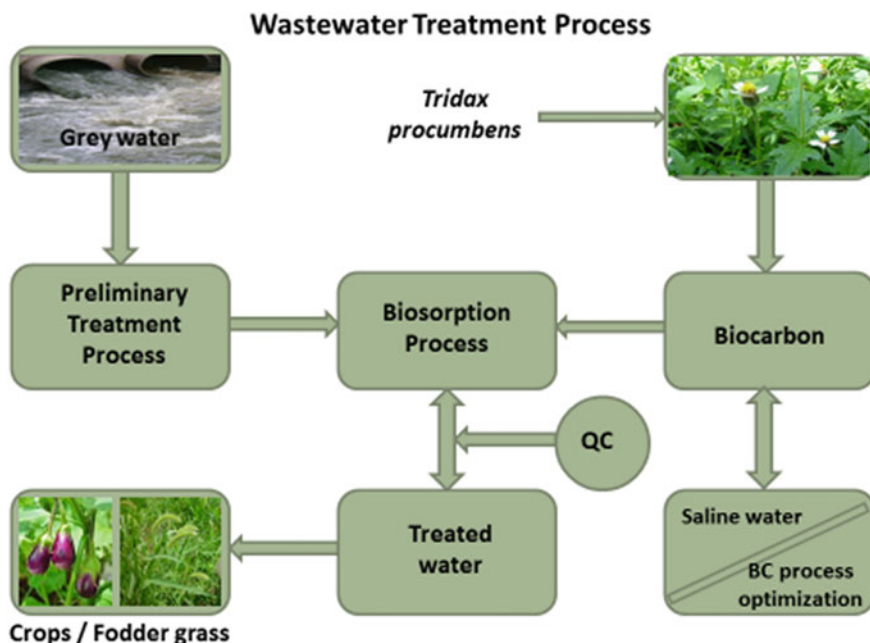 Wastewater Treatment Process
Grey water
Tridax
procumbens
Preliminary
Treatment
Process
Biosorption
Process
Biocarbon
QC
Treated
water
Saline water
BC process
optimization
Crops / Fodder grass